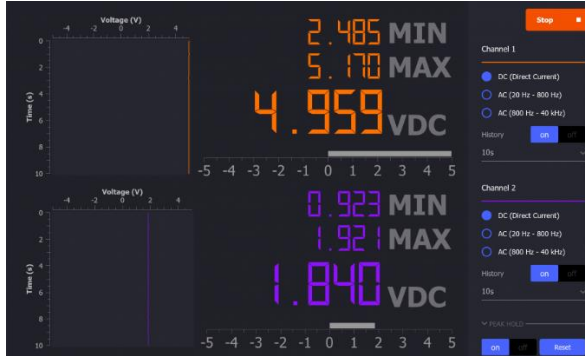 Voltage (V)
-4 -2 0 2 4
Time (s)
0
2
4
6
8
10
2.485 MIN
5.170 MAX
4.959 VDC
-5 -4 -3 -2 -1 0 1 2 3 4 5
Voltage (V)
-4 -2 0 2 4
Time (s)
0
2
4
6
8
10
0.923 MIN
1.921 MAX
1.840 VDC
-5 -4 -3 -2 -1 0 1 2 3 4 5
Stop
Channel 1
DC (Direct Current)
AC (20 Hz - 800 Hz)
AC (800 Hz - 40 kHz)
History on off
10s
Channel 2
DC (Direct Current)
AC (20 Hz - 800 Hz)
AC (800 Hz - 40 kHz)
History on off
10s
PEAK HOLD
on off Reset